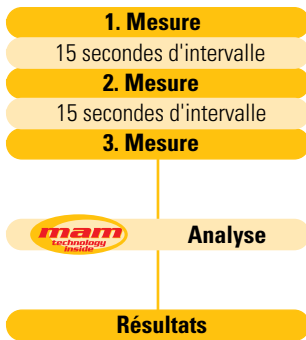 1. Mesure
15 secondes d'intervalle
2. Mesure
15 secondes d'intervalle
3. Mesure
mam
technology
inside
Analyse
Résultats